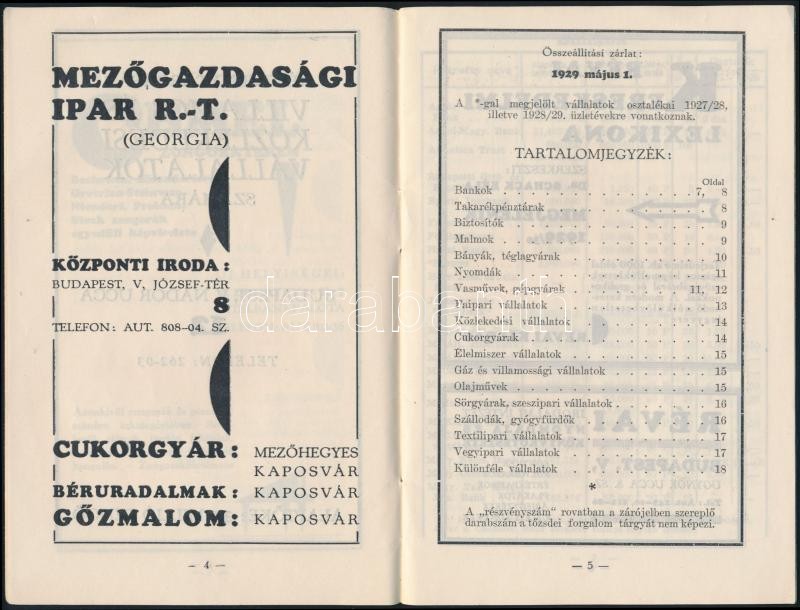 MEZŐGAZDASÁGI
IPAR R.-T.
(GEORGIA)
KÖZPONTI IRODA:
BUDAPEST, V, JÓZSEF-TÉR
8
TELEFON: AUT. 808-04. SZ.
CUKORGYÁR: MEZŐHEGYES
KAPOSVÁR
BÉRURADALMAK: KAPOSVÁR
GŐZMALOM: KAPOSVÁR
— 4 —
Összeállítási zárlat:
1929 május 1.
A *-gal megjelölt vállalatok osztalékai 1927/28,
illetve 1928/29. üzletévekre vonatkoznak.
TARTALOMJEGYZÉK:
Oldal
Bankok . . . . . . . . . . 7, 8
Takarékpénztárak . . . . . . . . . . 8
Biztosítók . . . . . . . . . . 9
Malmok . . . . . . . . . . 9
Bányák, téglagyárak . . . . . . . . . . 10
Nyomdák . . . . . . . . . . 11
Vasművek, gépgyárek . . . . . . . . . . 11, 12
Faipari vállalatok . . . . . . . . . . 13
Közlekedési vállalatok . . . . . . . . . . 14
Cukorgyárak . . . . . . . . . . 14
Élelmiszer vállalatok . . . . . . . . . . 15
Gáz és villamossági vállalatok . . . . . . . . . . 15
Olajművek . . . . . . . . . . 15
Sörgyárak, szeszipari vállalatok . . . . . . . . . . 16
Szállodák, gyógyfürdők . . . . . . . . . . 16
Textilipari vállalatok . . . . . . . . . . 17
Vegyipari vállalatok . . . . . . . . . . 17
Különféle vállalatok . . . . . . . . . . 18
*
A „részvényszám" rovatban a zárójelben szereplő
darabszám a tőzsdei forgalom tárgyát nem képezi.
— 5 —
darabanth